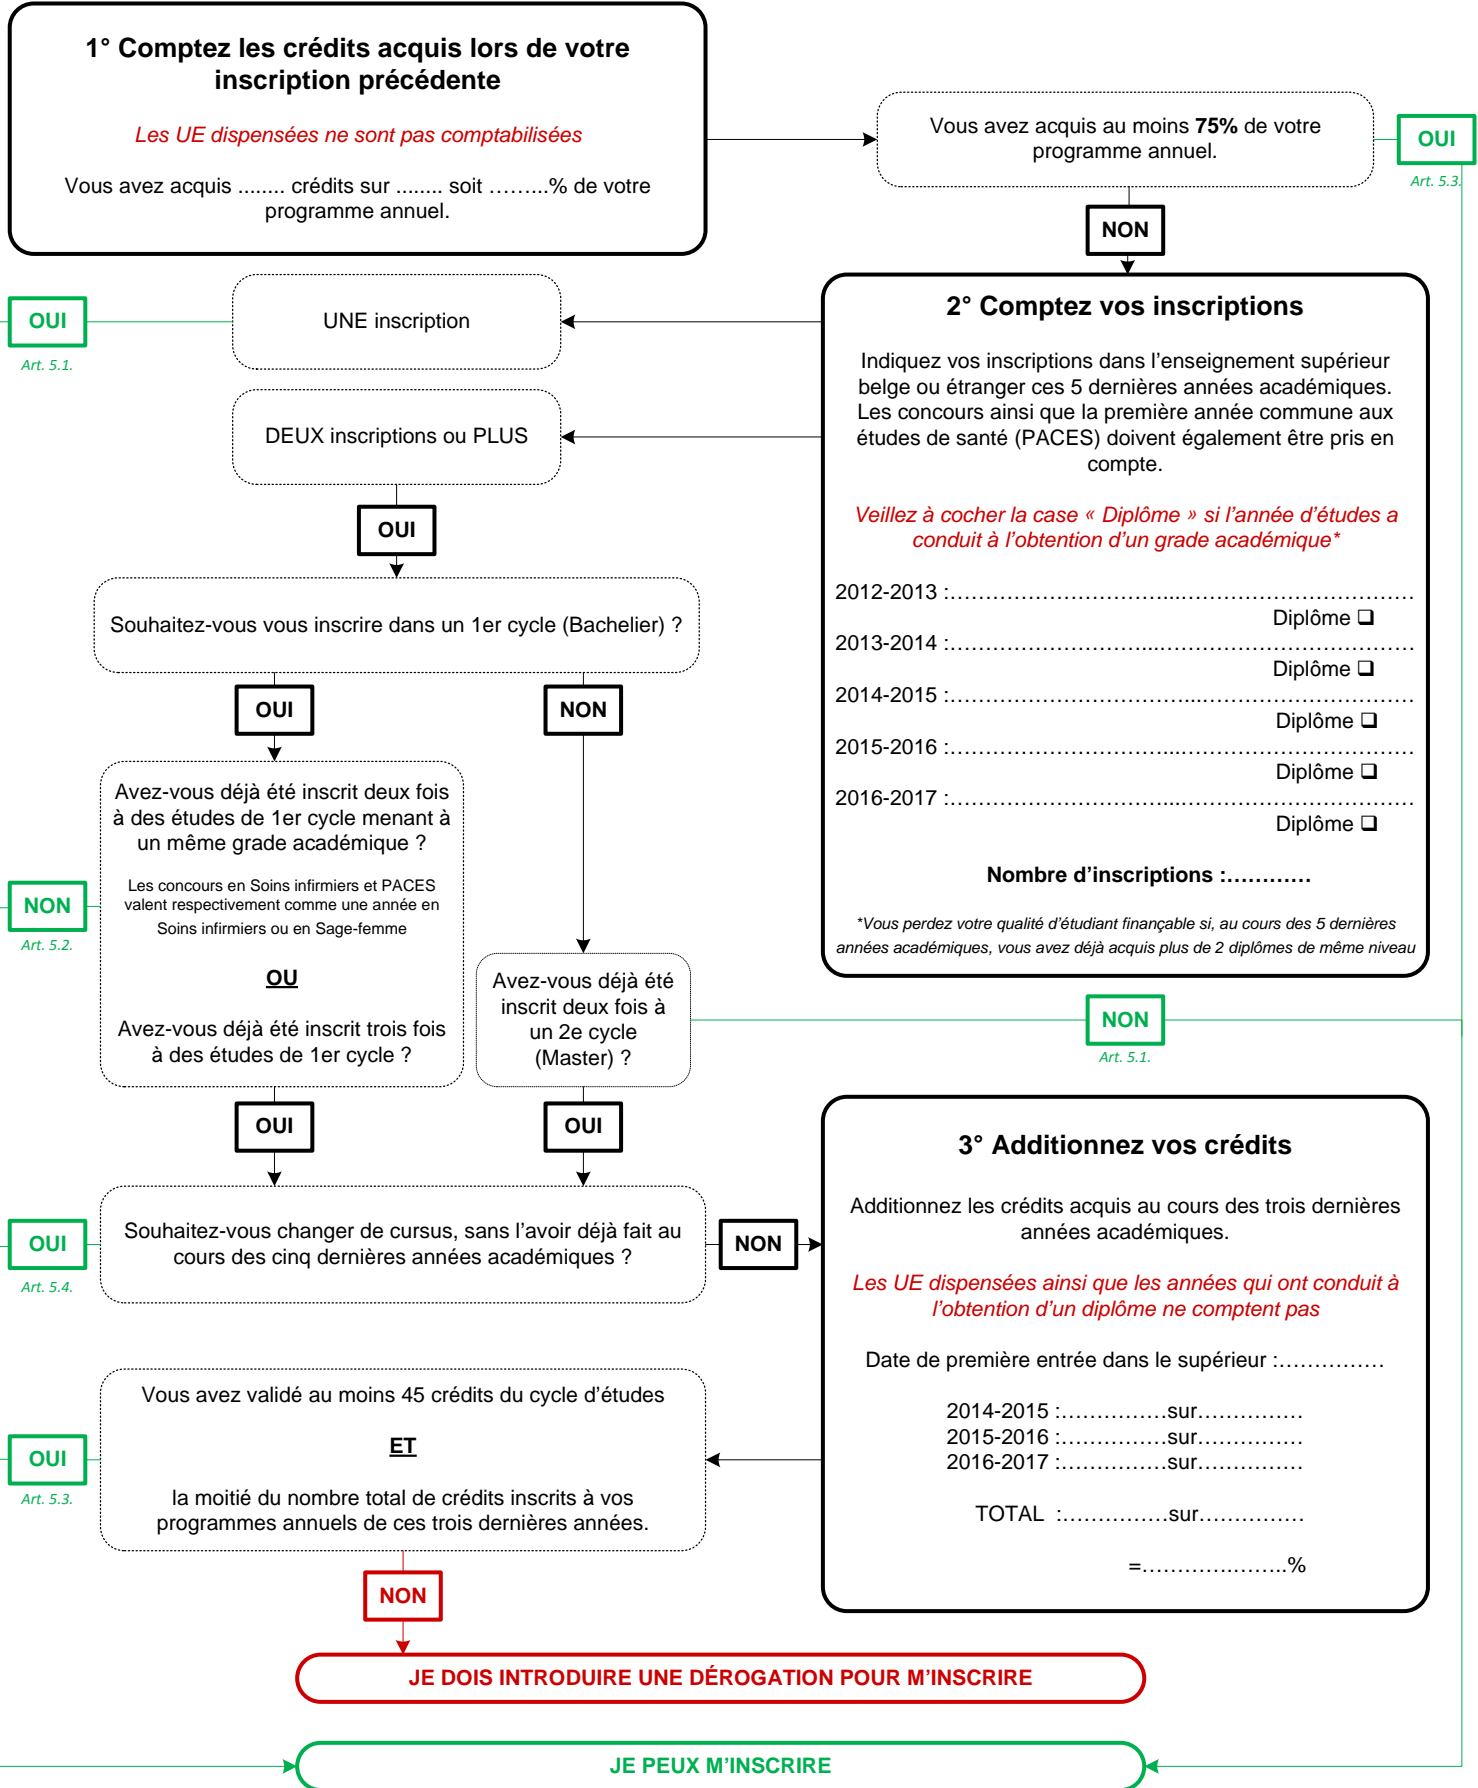 1° Comptez les crédits acquis lors de votre
inscription précédente
Les UE dispensées ne sont pas comptabilisées
Vous avez acquis ........ crédits sur ........ soit ……...% de votre
programme annuel.
Vous avez acquis au moins 75% de votre
programme annuel.
OUI
Art. 5.3.
NON
2° Comptez vos inscriptions
Indiquez vos inscriptions dans l’enseignement supérieur
belge ou étranger ces 5 dernières années académiques.
Les concours ainsi que la première année commune aux
études de santé (PACES) doivent également être pris en
compte.
Veillez à cocher la case « Diplôme » si l’année d’études a
conduit à l’obtention d’un grade académique*
2012-2013 :…………………………...……………………………
Diplôme ❑
2013-2014 :………………………...………………………………
Diplôme ❑
2014-2015 :……………………………...…………………………
Diplôme ❑
2015-2016 :…………………………...……………………………
Diplôme ❑
2016-2017 :…………………………...……………………………
Diplôme ❑
Nombre d’inscriptions :…………
*Vous perdez votre qualité d’étudiant finançable si, au cours des 5 dernières
années académiques, vous avez déjà acquis plus de 2 diplômes de même niveau
UNE inscription
OUI
Art. 5.1.
DEUX inscriptions ou PLUS
OUI
Souhaitez-vous vous inscrire dans un 1er cycle (Bachelier) ?
OUI
NON
Avez-vous déjà été inscrit deux fois
à des études de 1er cycle menant à
un même grade académique ?
Les concours en Soins infirmiers et PACES
valent respectivement comme une année en
Soins infirmiers ou en Sage-femme
OU
Avez-vous déjà été inscrit trois fois
à des études de 1er cycle ?
NON
Art. 5.2.
Avez-vous déjà été
inscrit deux fois à
un 2e cycle
(Master) ?
NON
Art. 5.1.
OUI
OUI
Souhaitez-vous changer de cursus, sans l’avoir déjà fait au
cours des cinq dernières années académiques ?
OUI
Art. 5.4.
NON
3° Additionnez vos crédits
Additionnez les crédits acquis au cours des trois dernières
années académiques.
Les UE dispensées ainsi que les années qui ont conduit à
l’obtention d’un diplôme ne comptent pas
Date de première entrée dans le supérieur :……………
2014-2015 :……………sur……………
2015-2016 :……………sur……………
2016-2017 :……………sur……………
TOTAL :……………sur……………
=………….……..%
Vous avez validé au moins 45 crédits du cycle d’études
ET
la moitié du nombre total de crédits inscrits à vos
programmes annuels de ces trois dernières années.
OUI
Art. 5.3.
NON
JE DOIS INTRODUIRE UNE DÉROGATION POUR M’INSCRIRE
JE PEUX M’INSCRIRE